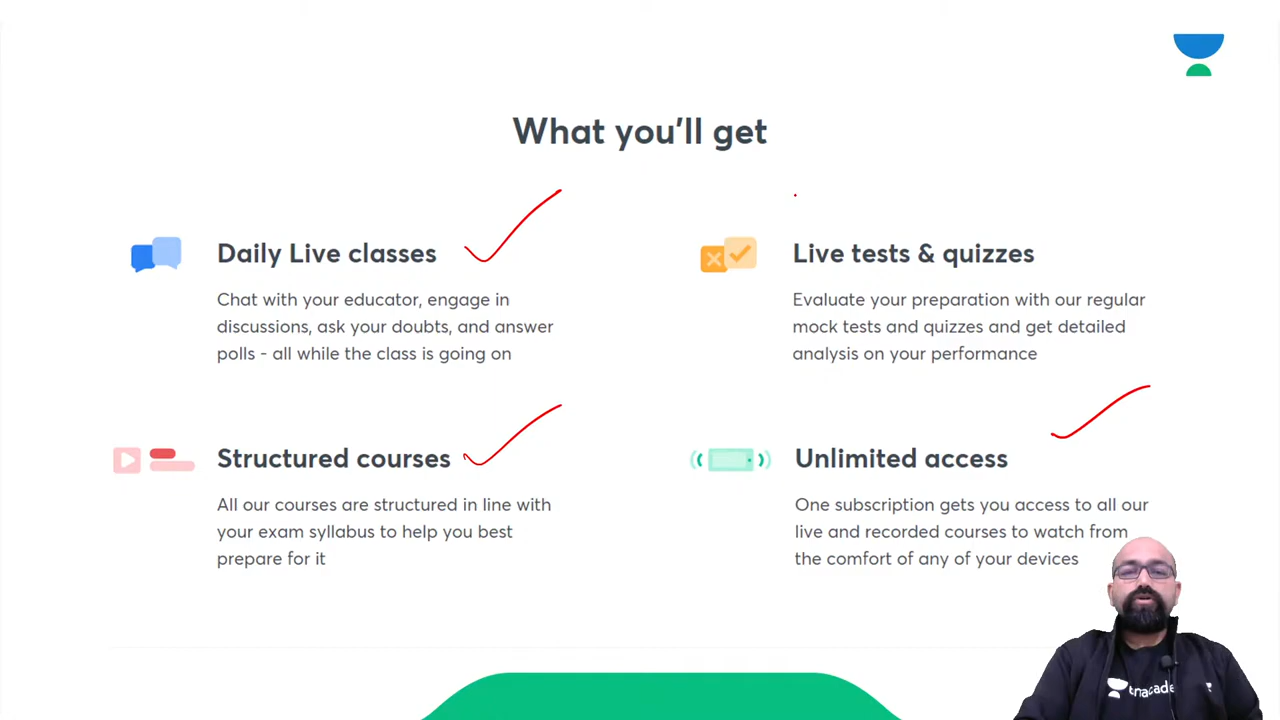 What you'll get
Daily Live classes
Chat with your educator, engage in
discussions, ask your doubts, and answer
polls - all while the class is going on
Live tests & quizzes
Evaluate your preparation with our regular
mock tests and quizzes and get detailed
analysis on your performance
Structured courses
All our courses are structured in line with
your exam syllabus to help you best
prepare for it
Unlimited access
One subscription gets you access to all our
live and recorded courses to watch from
the comfort of any of your devices